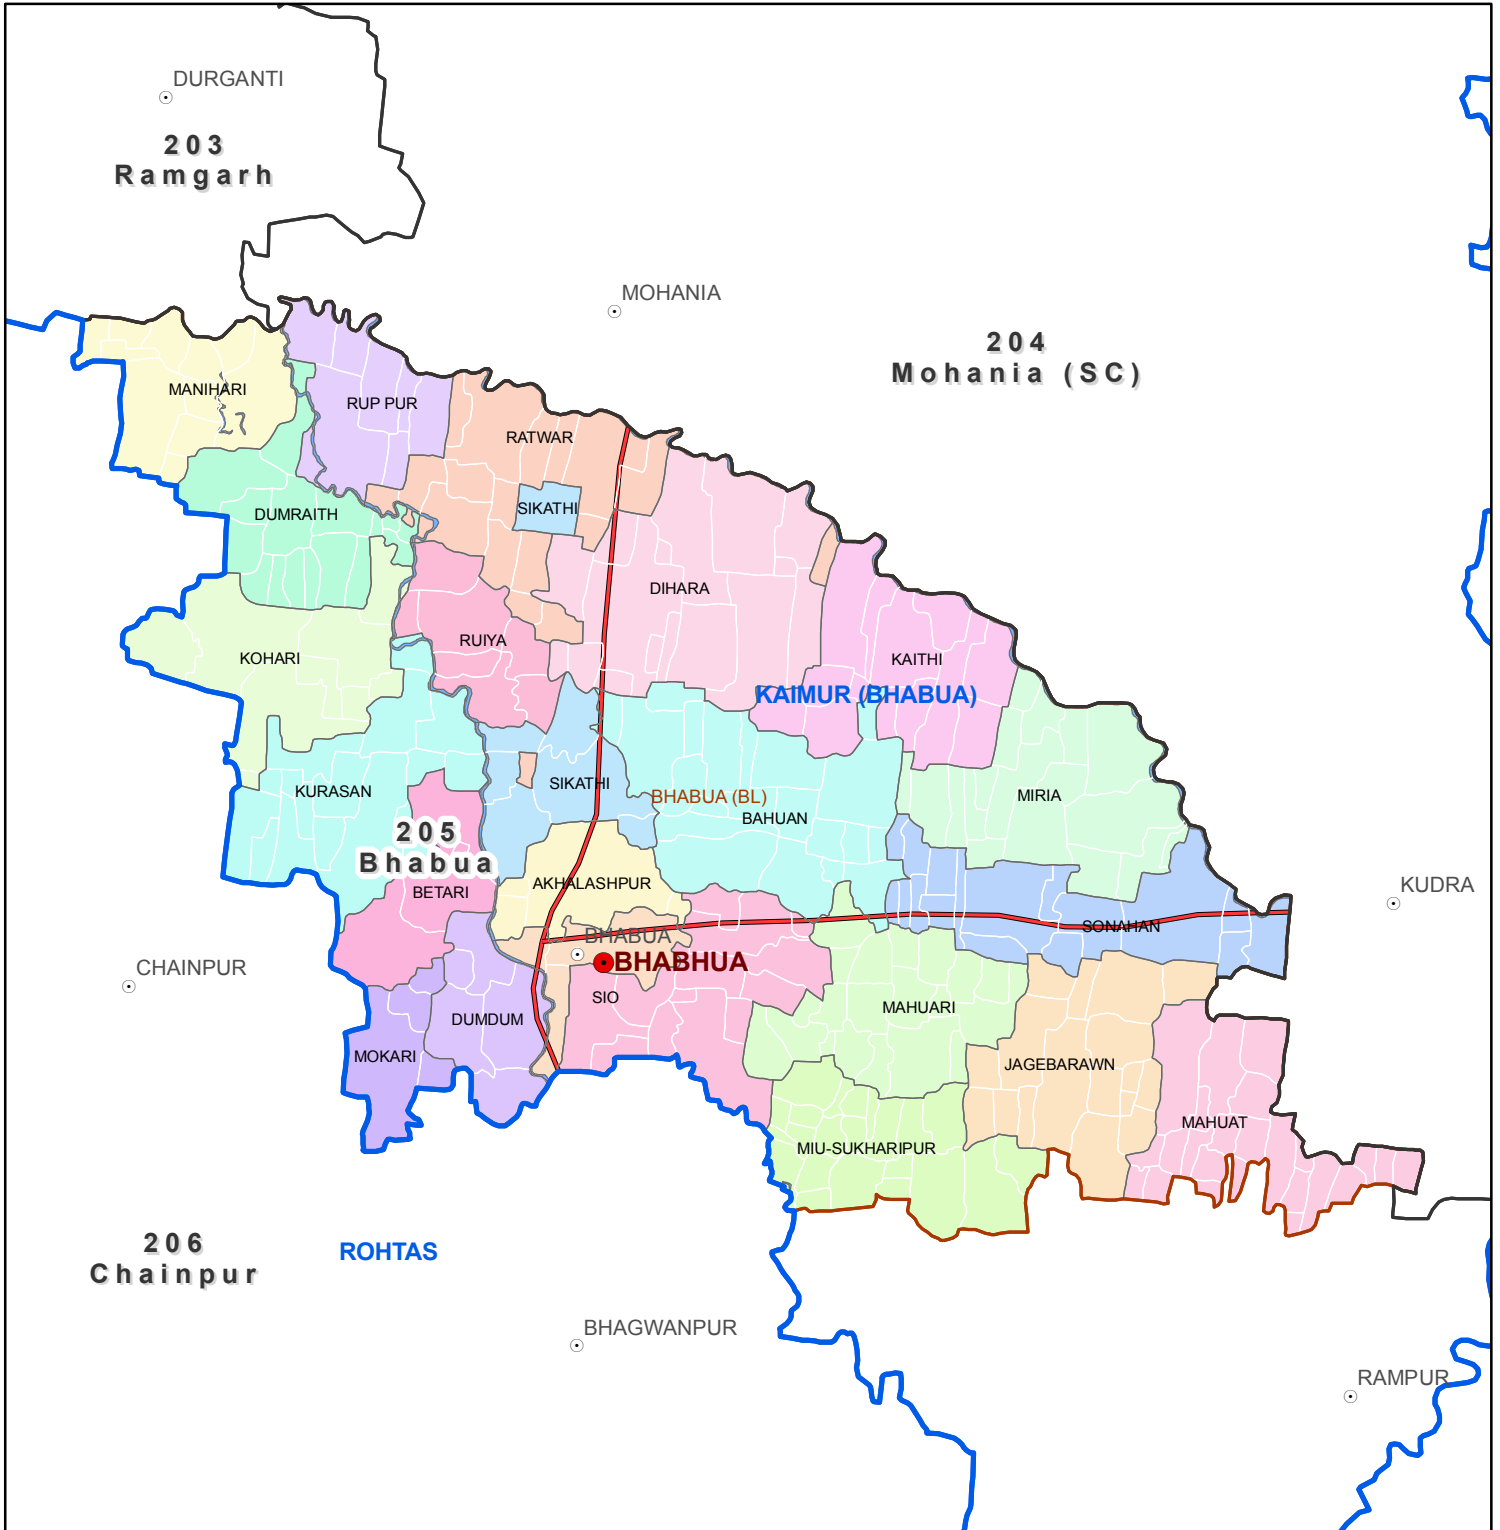 DURGANTI
203
Ramgarh
MOHANIA
204
Mohania (SC)
MANIHARI
RUP PUR
RATWAR
SIKATHI
DUMRAITH
DIHARA
RUIYA
KOHARI
KAITHI
KAIMUR (BHABUA)
KURASAN
SIKATHI
BHABUA (BL)
MIRIA
BAHUAN
205
Bhabua
BETARI
AKHALASHPUR
KUDRA
SONAHAN
BHABUA
BHABHUA
CHAINPUR
SIO
MAHUARI
DUMDUM
MOKARI
JAGEBARAWN
MAHUAT
MIU-SUKHARIPUR
206
Chainpur
ROHTAS
BHAGWANPUR
RAMPUR